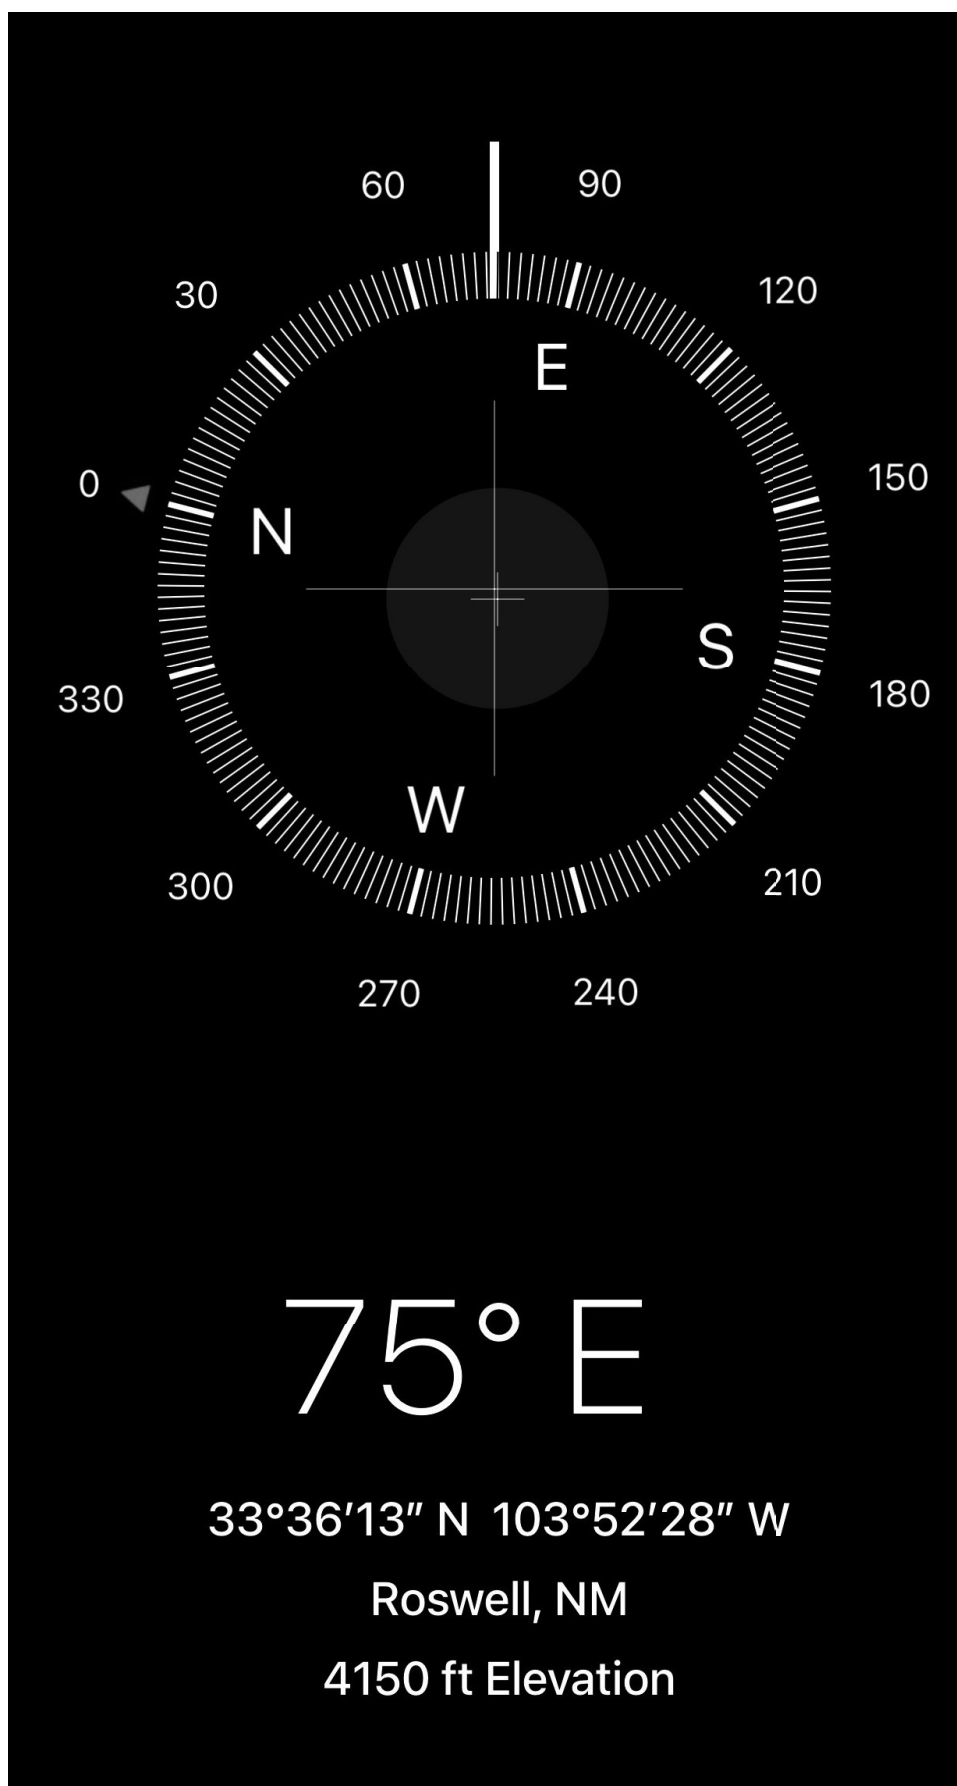 60 90
30 120
E
0 150
N
S
330 180
W
300 210
270 240
75° E
33°36′13″ N 103°52′28″ W
Roswell, NM
4150 ft Elevation